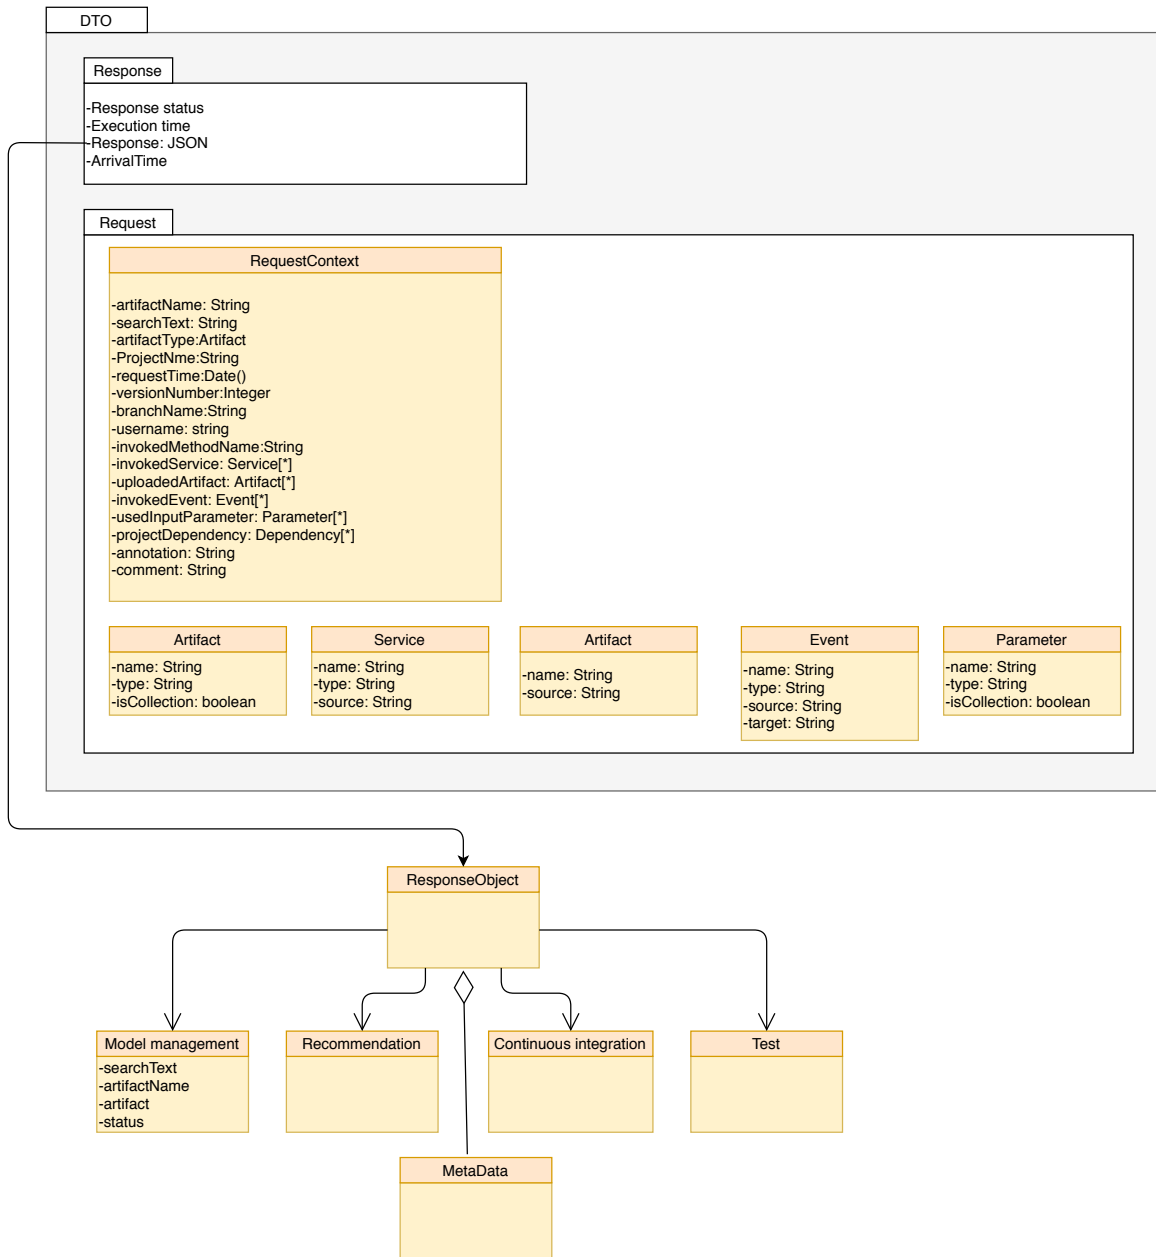 DTO
Response
-Response status
-Execution time
-Response: JSON
-ArrivalTime
Request
RequestContext
-artifactName: String
-searchText: String
-artifactType:Artifact
-ProjectNme:String
-requestTime:Date()
-versionNumber:Integer
-branchName:String
-username: string
-invokedMethodName:String
-invokedService: Service[*]
-uploadedArtifact: Artifact[*]
-invokedEvent: Event[*]
-usedInputParameter: Parameter[*]
-projectDependency: Dependency[*]
-annotation: String
-comment: String
Artifact
-name: String
-type: String
-isCollection: boolean
Service
-name: String
-type: String
-source: String
Artifact
-name: String
-source: String
Event
-name: String
-type: String
-source: String
-target: String
Parameter
-name: String
-type: String
-isCollection: boolean
ResponseObject
Model management
-searchText
-artifactName
-artifact
-status
Recommendation
Continuous integration
Test
MetaData